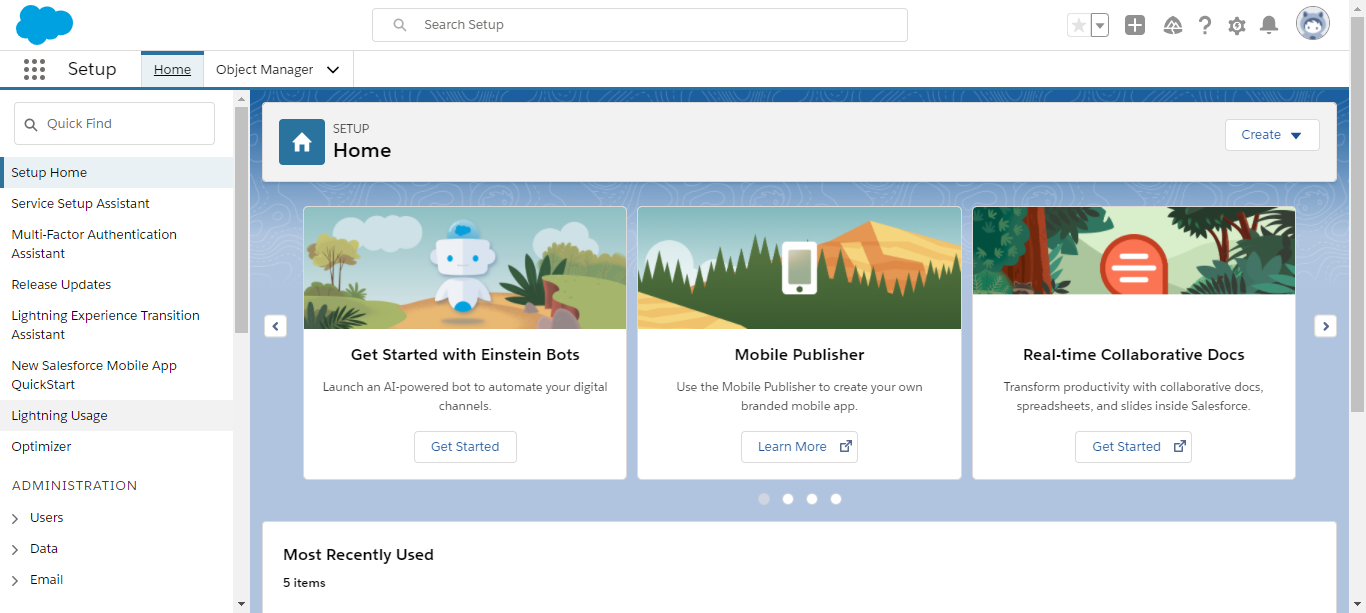 Search Setup
Setup
Home
Object Manager
Quick Find
Setup Home
Service Setup Assistant
Multi-Factor Authentication
Assistant
Release Updates
Lightning Experience Transition
Assistant
New Salesforce Mobile App
QuickStart
Lightning Usage
Optimizer
ADMINISTRATION
Users
Data
Email
SETUP
Home
Create
Get Started with Einstein Bots
Launch an AI-powered bot to automate your digital
channels.
Get Started
Mobile Publisher
Use the Mobile Publisher to create your own
branded mobile app.
Learn More
Real-time Collaborative Docs
Transform productivity with collaborative docs,
spreadsheets, and slides inside Salesforce.
Get Started
Most Recently Used
5 items